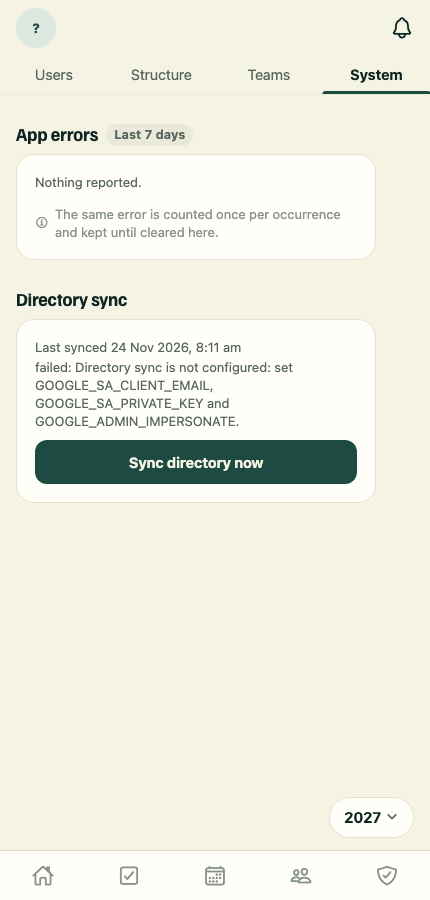 ?
Users
Structure
Teams
System
App errors
Last 7 days
Nothing reported.
The same error is counted once per occurrence
and kept until cleared here.
Directory sync
Last synced 24 Nov 2026, 8:11 am
failed: Directory sync is not configured: set
GOOGLE_SA_CLIENT_EMAIL,
GOOGLE_SA_PRIVATE_KEY and
GOOGLE_ADMIN_IMPERSONATE.
Sync directory now
2027